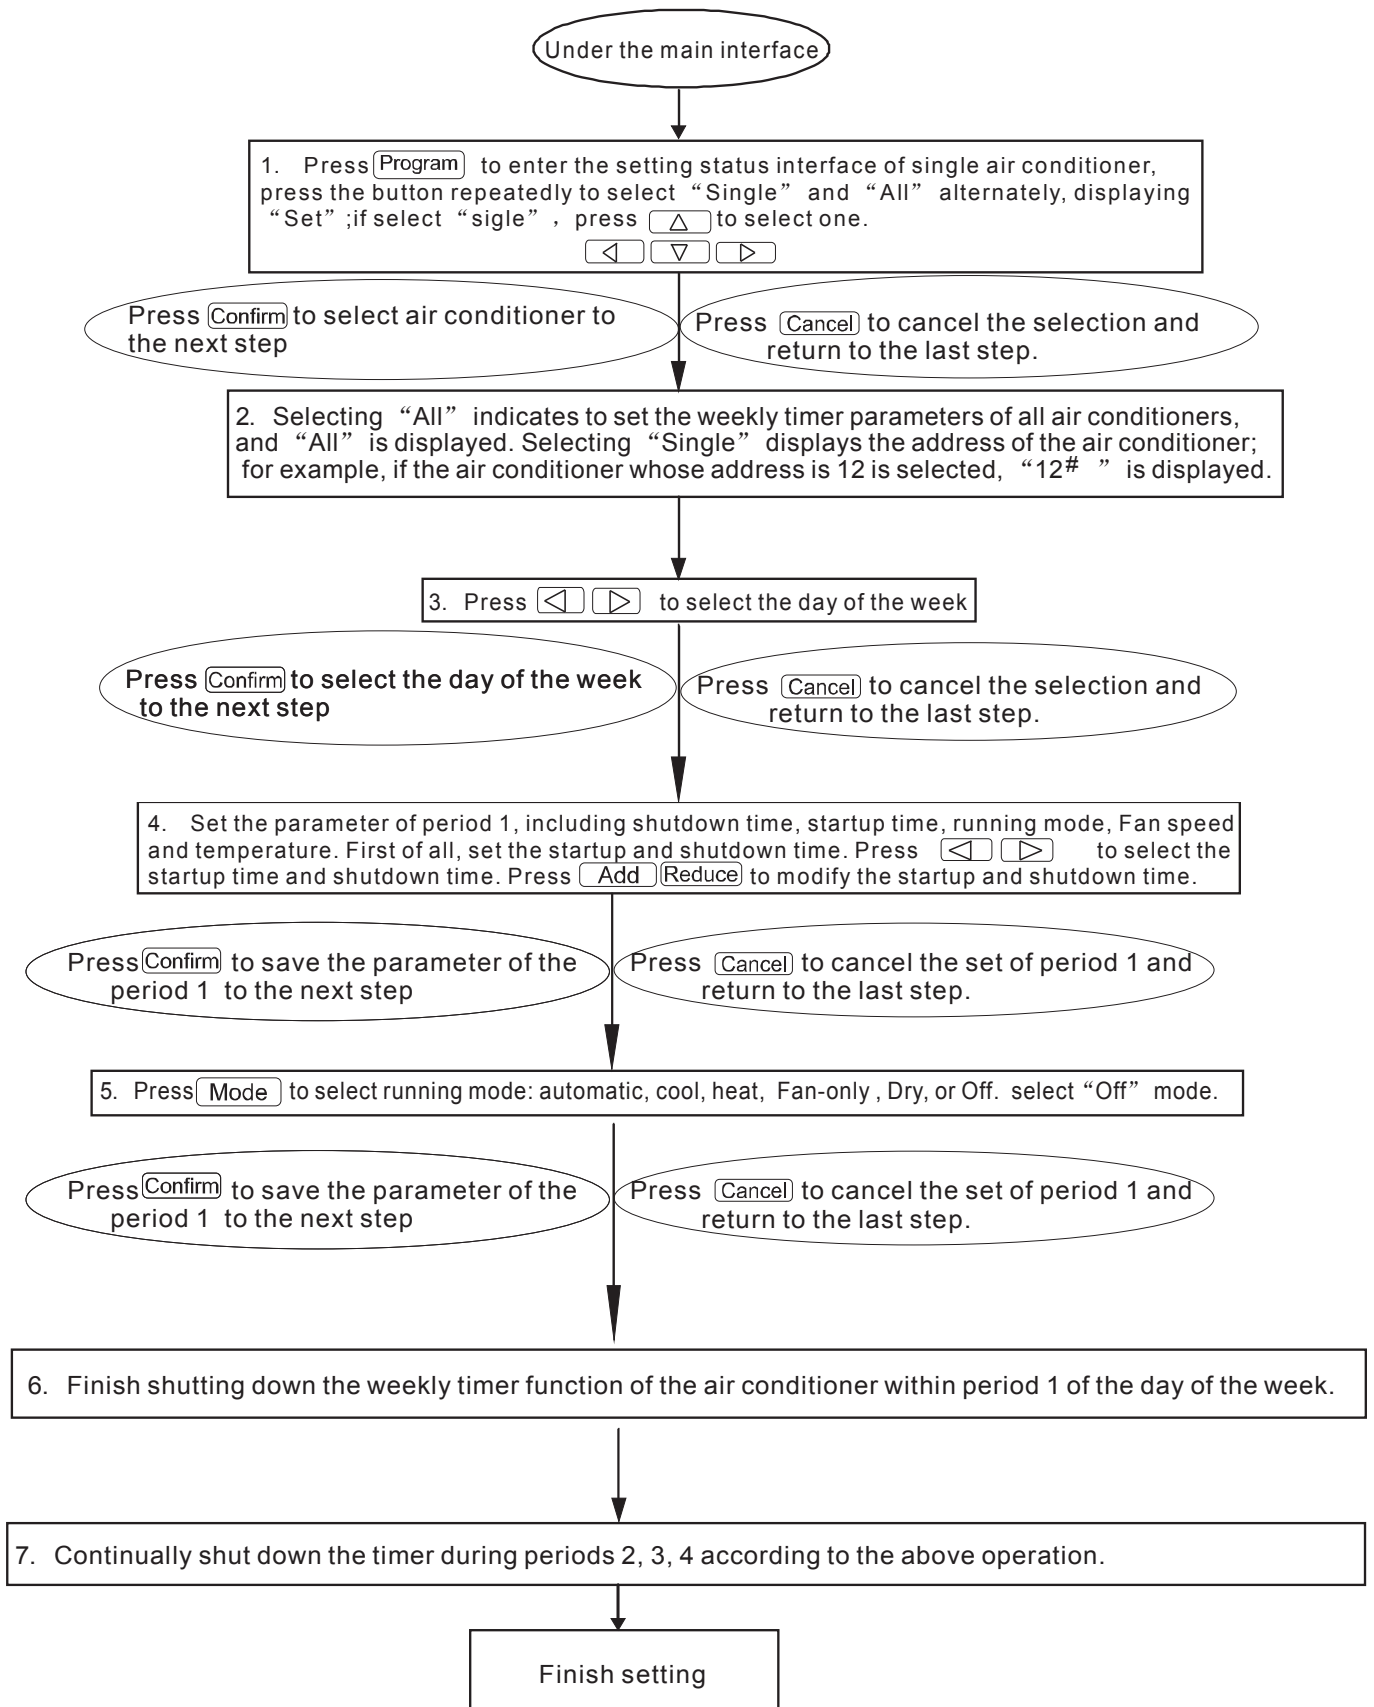 Under the main interface
1. Press Program to enter the setting status interface of single air conditioner,
press the button repeatedly to select “Single” and “All” alternately, displaying
“Set” ;if select “sigle” , press △ to select one.
◁ ▽ ▷
Press Confirm to select air conditioner to
the next step
Press Cancel to cancel the selection and
return to the last step.
2. Selecting “All” indicates to set the weekly timer parameters of all air conditioners,
and “All” is displayed. Selecting “Single” displays the address of the air conditioner;
for example, if the air conditioner whose address is 12 is selected, “12# ” is displayed.
3. Press ◁ ▷ to select the day of the week
Press Confirm to select the day of the week
to the next step
Press Cancel to cancel the selection and
return to the last step.
4. Set the parameter of period 1, including shutdown time, startup time, running mode, Fan speed
and temperature. First of all, set the startup and shutdown time. Press ◁ ▷ to select the
startup time and shutdown time. Press Add Reduce to modify the startup and shutdown time.
Press Confirm to save the parameter of the
period 1 to the next step
Press Cancel to cancel the set of period 1 and
return to the last step.
5. Press Mode to select running mode: automatic, cool, heat, Fan-only , Dry, or Off. select “Off” mode.
Press Confirm to save the parameter of the
period 1 to the next step
Press Cancel to cancel the set of period 1 and
return to the last step.
6. Finish shutting down the weekly timer function of the air conditioner within period 1 of the day of the week.
7. Continually shut down the timer during periods 2, 3, 4 according to the above operation.
Finish setting